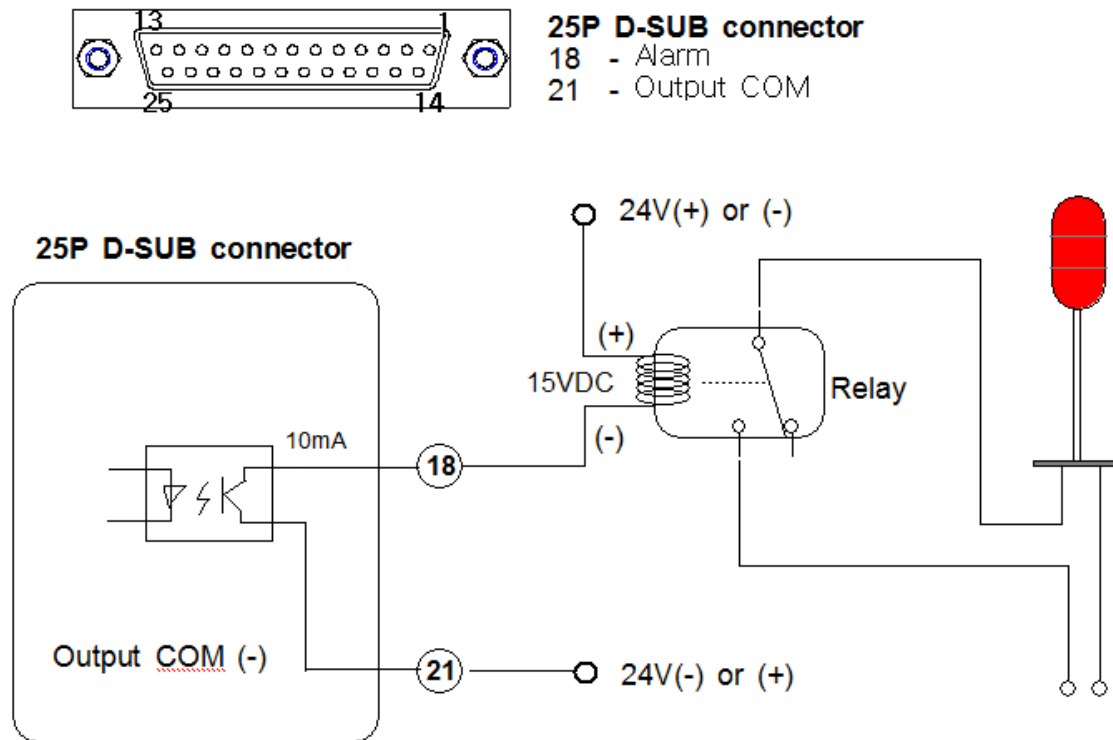 13 1
25 14
25P D-SUB connector
18 - Alarm
21 - Output COM
24V(+) or (-)
25P D-SUB connector
(+)
15VDC
Relay
(-)
10mA
18
Output COM (-)
21
24V(-) or (+)